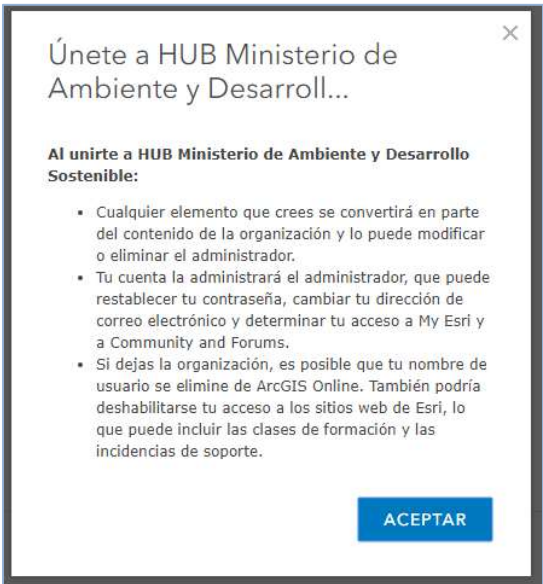 Únete a HUB Ministerio de
Ambiente y Desarroll...
Al unirte a HUB Ministerio de Ambiente y Desarrollo
Sostenible:
▪ Cualquier elemento que crees se convertirá en parte
del contenido de la organización y lo puede modificar
o eliminar el administrador.
▪ Tu cuenta la administrará el administrador, que puede
restablecer tu contraseña, cambiar tu dirección de
correo electrónico y determinar tu acceso a My Esri y
a Community and Forums.
▪ Si dejas la organización, es posible que tu nombre de
usuario se elimine de ArcGIS Online. También podría
deshabilitarse tu acceso a los sitios web de Esri, lo
que puede incluir las clases de formación y las
incidencias de soporte.
ACEPTAR